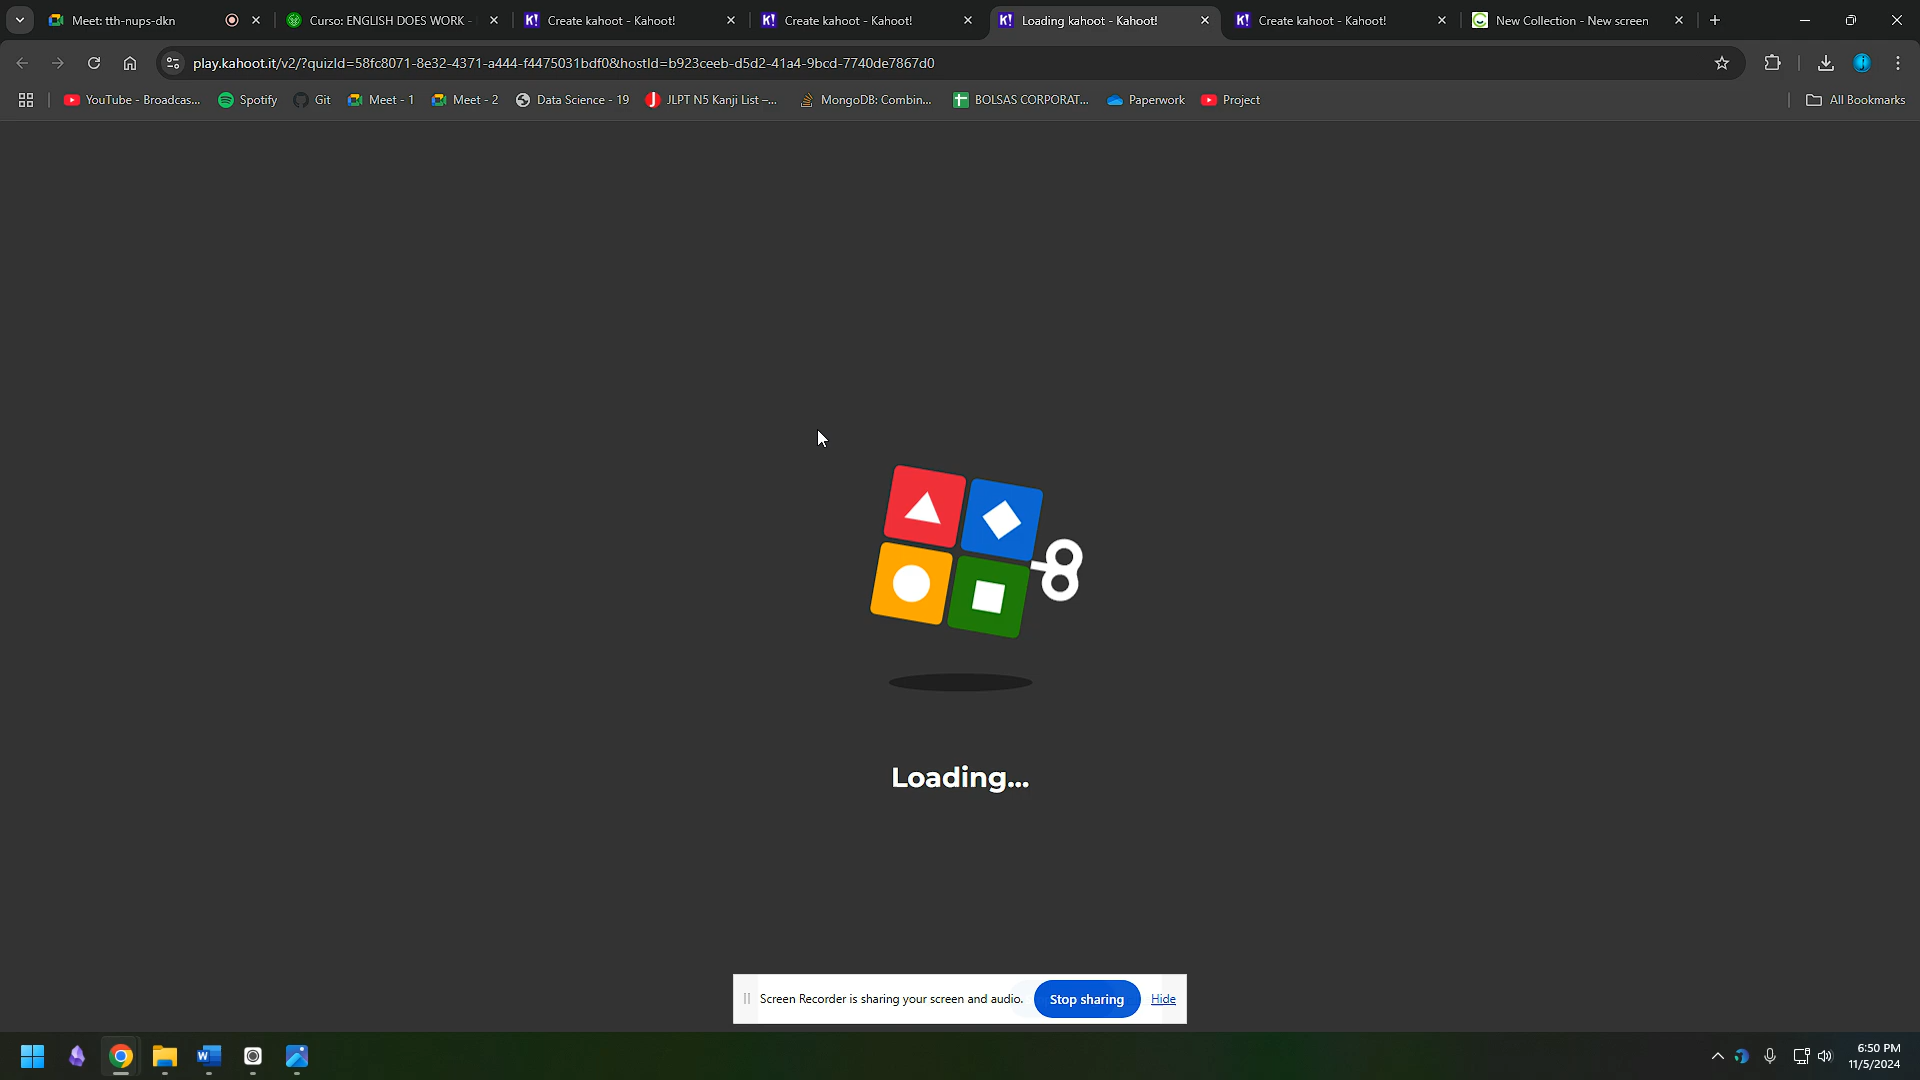 Meet: tth-nups-dkn
Curso: ENGLISH DOES WORK -
Create kahoot - Kahoot!
Create kahoot - Kahoot!
Loading kahoot - Kahoot!
Create kahoot - Kahoot!
New Collection - New screen
play.kahoot.it/v2/?quizId=58fc8071-8e32-4371-a444-f4475031bdf0&hostId=b923ceeb-d5d2-41a4-9bcd-7740de7867d0
YouTube - Broadcas...
Spotify
Git
Meet - 1
Meet - 2
Data Science - 19
JLPT N5 Kanji List –...
MongoDB: Combin...
BOLSAS CORPORAT...
Paperwork
Project
All Bookmarks
Loading...
Screen Recorder is sharing your screen and audio.
Stop sharing
Hide
6:50 PM
11/5/2024